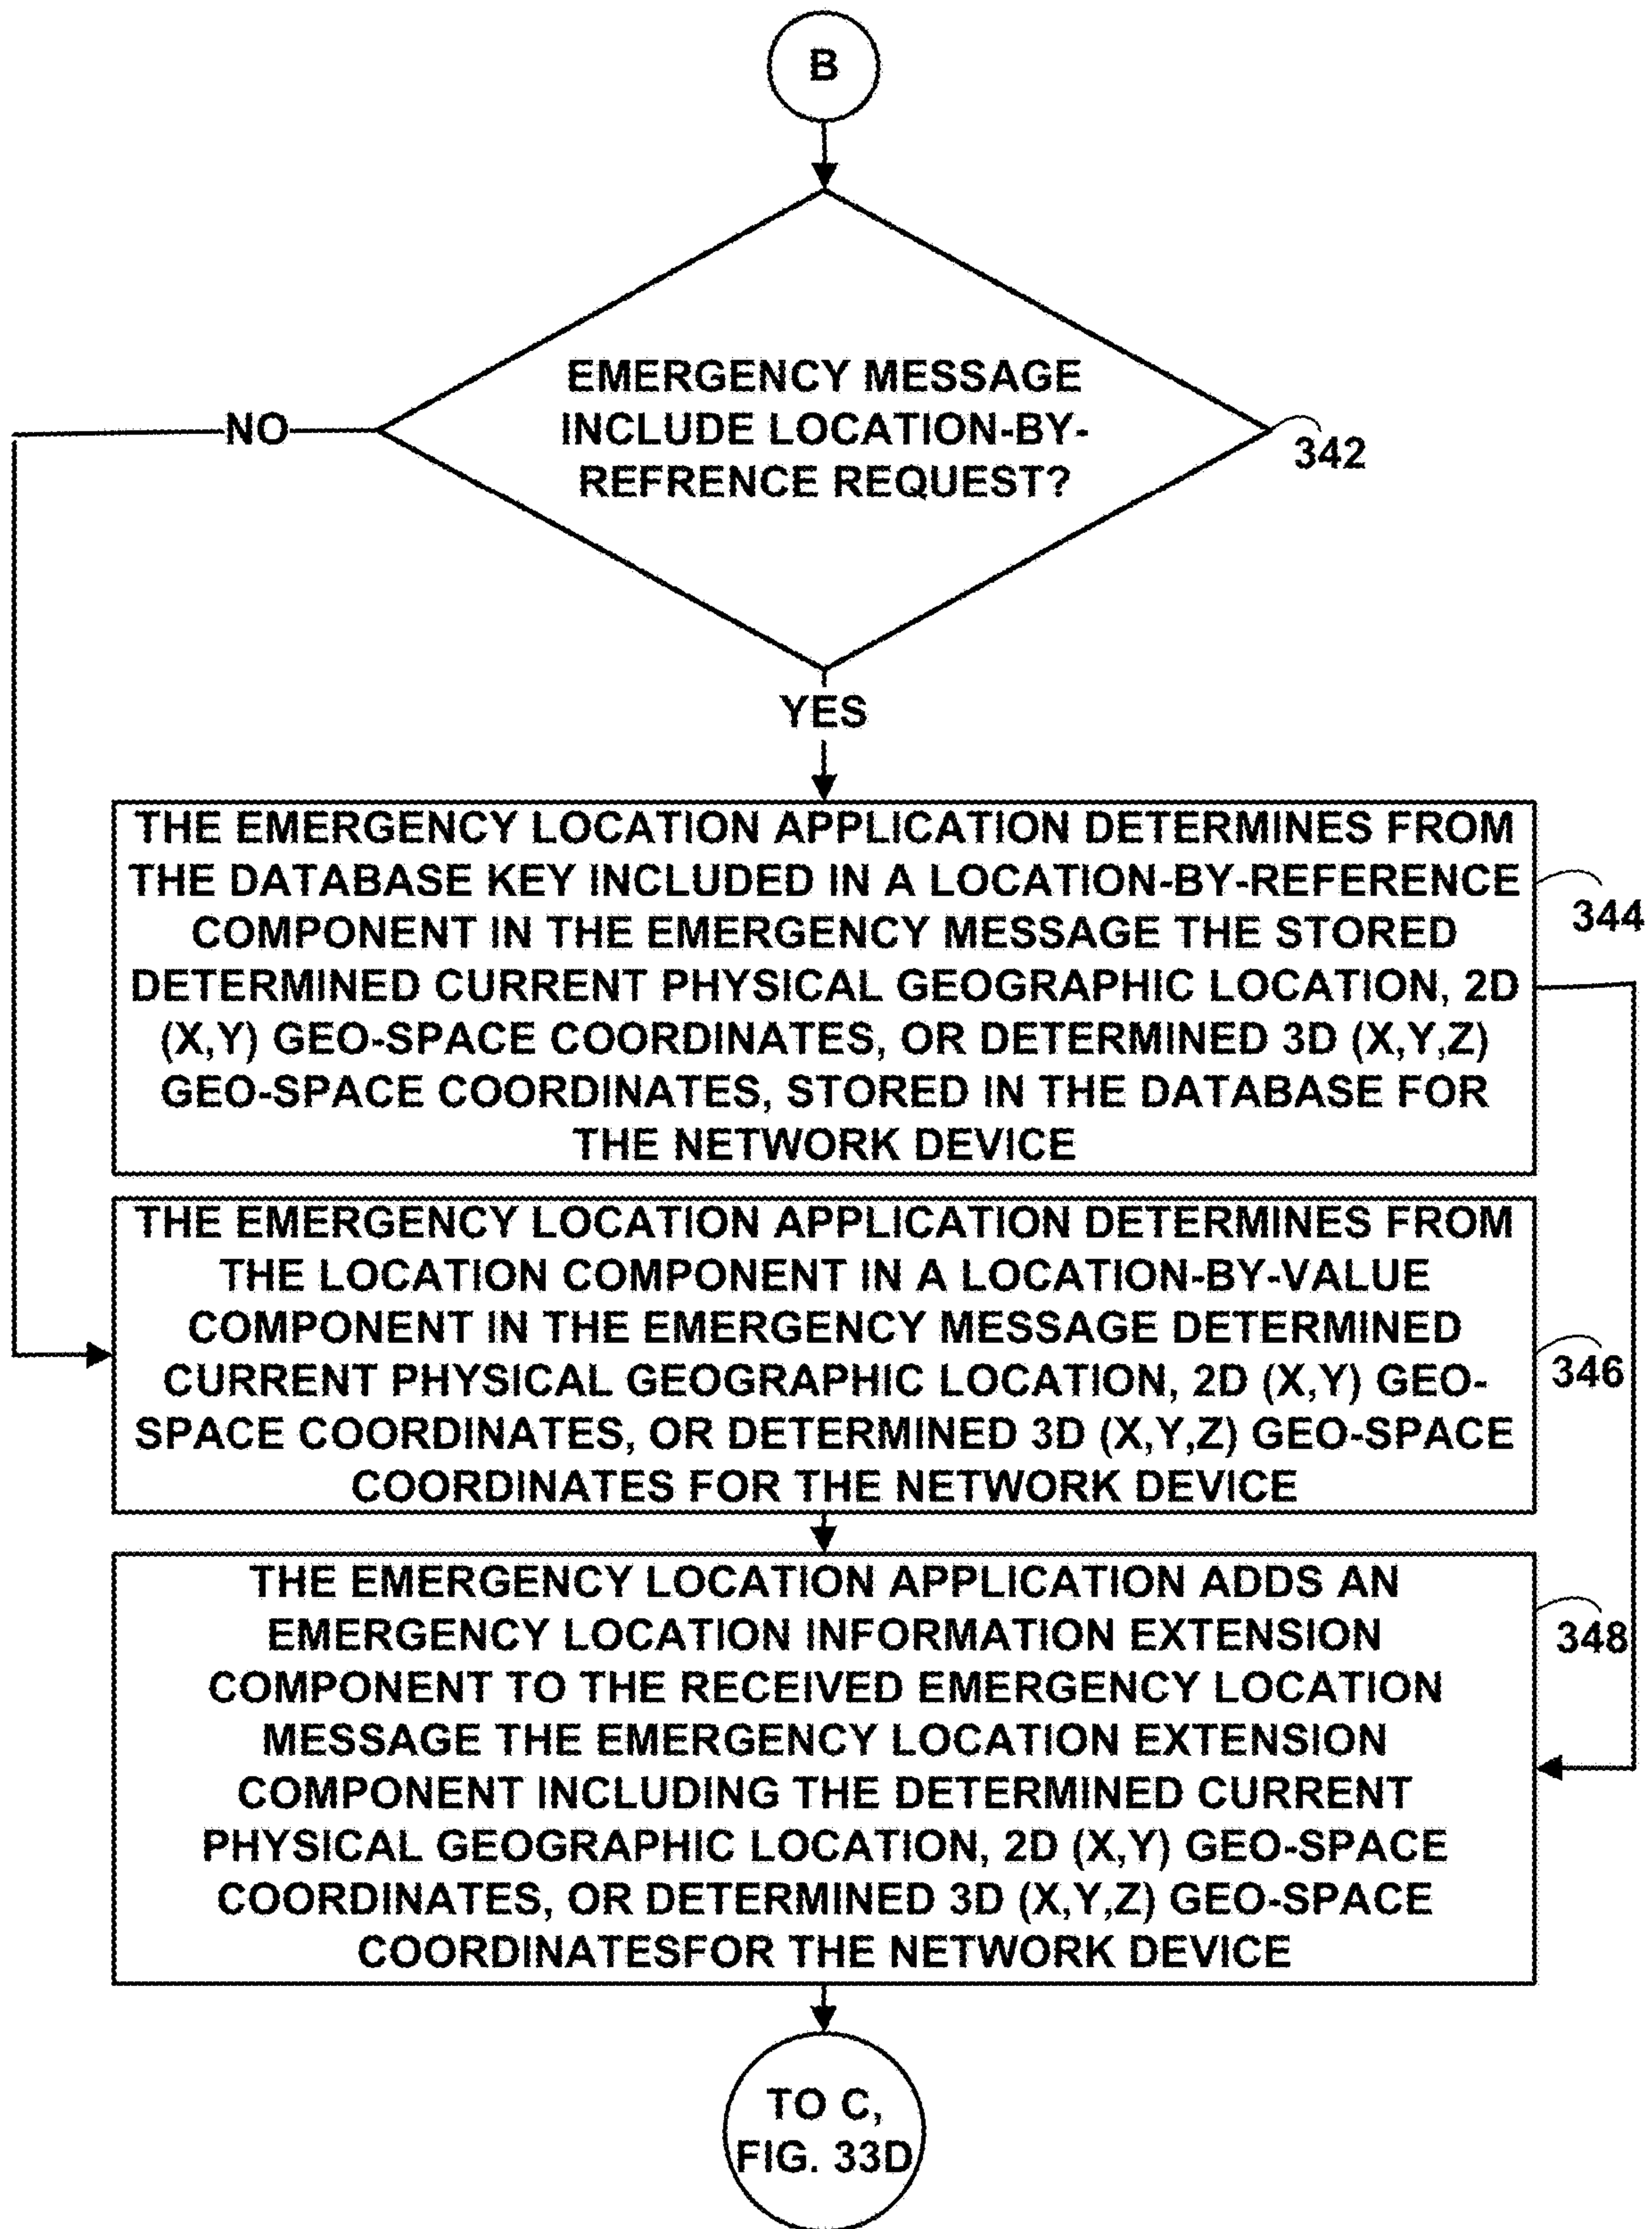 B
EMERGENCY MESSAGE
INCLUDE LOCATION-BY-
REFRENCE REQUEST?
NO
342
YES
THE EMERGENCY LOCATION APPLICATION DETERMINES FROM
THE DATABASE KEY INCLUDED IN A LOCATION-BY-REFERENCE
COMPONENT IN THE EMERGENCY MESSAGE THE STORED
DETERMINED CURRENT PHYSICAL GEOGRAPHIC LOCATION, 2D
(X,Y) GEO-SPACE COORDINATES, OR DETERMINED 3D (X,Y,Z)
GEO-SPACE COORDINATES, STORED IN THE DATABASE FOR
THE NETWORK DEVICE
344
THE EMERGENCY LOCATION APPLICATION DETERMINES FROM
THE LOCATION COMPONENT IN A LOCATION-BY-VALUE
COMPONENT IN THE EMERGENCY MESSAGE DETERMINED
CURRENT PHYSICAL GEOGRAPHIC LOCATION, 2D (X,Y) GEO-
SPACE COORDINATES, OR DETERMINED 3D (X,Y,Z) GEO-SPACE
COORDINATES FOR THE NETWORK DEVICE
346
THE EMERGENCY LOCATION APPLICATION ADDS AN
EMERGENCY LOCATION INFORMATION EXTENSION
COMPONENT TO THE RECEIVED EMERGENCY LOCATION
MESSAGE THE EMERGENCY LOCATION EXTENSION
COMPONENT INCLUDING THE DETERMINED CURRENT
PHYSICAL GEOGRAPHIC LOCATION, 2D (X,Y) GEO-SPACE
COORDINATES, OR DETERMINED 3D (X,Y,Z) GEO-SPACE
COORDINATESFOR THE NETWORK DEVICE
348
TO C,
FIG. 33D